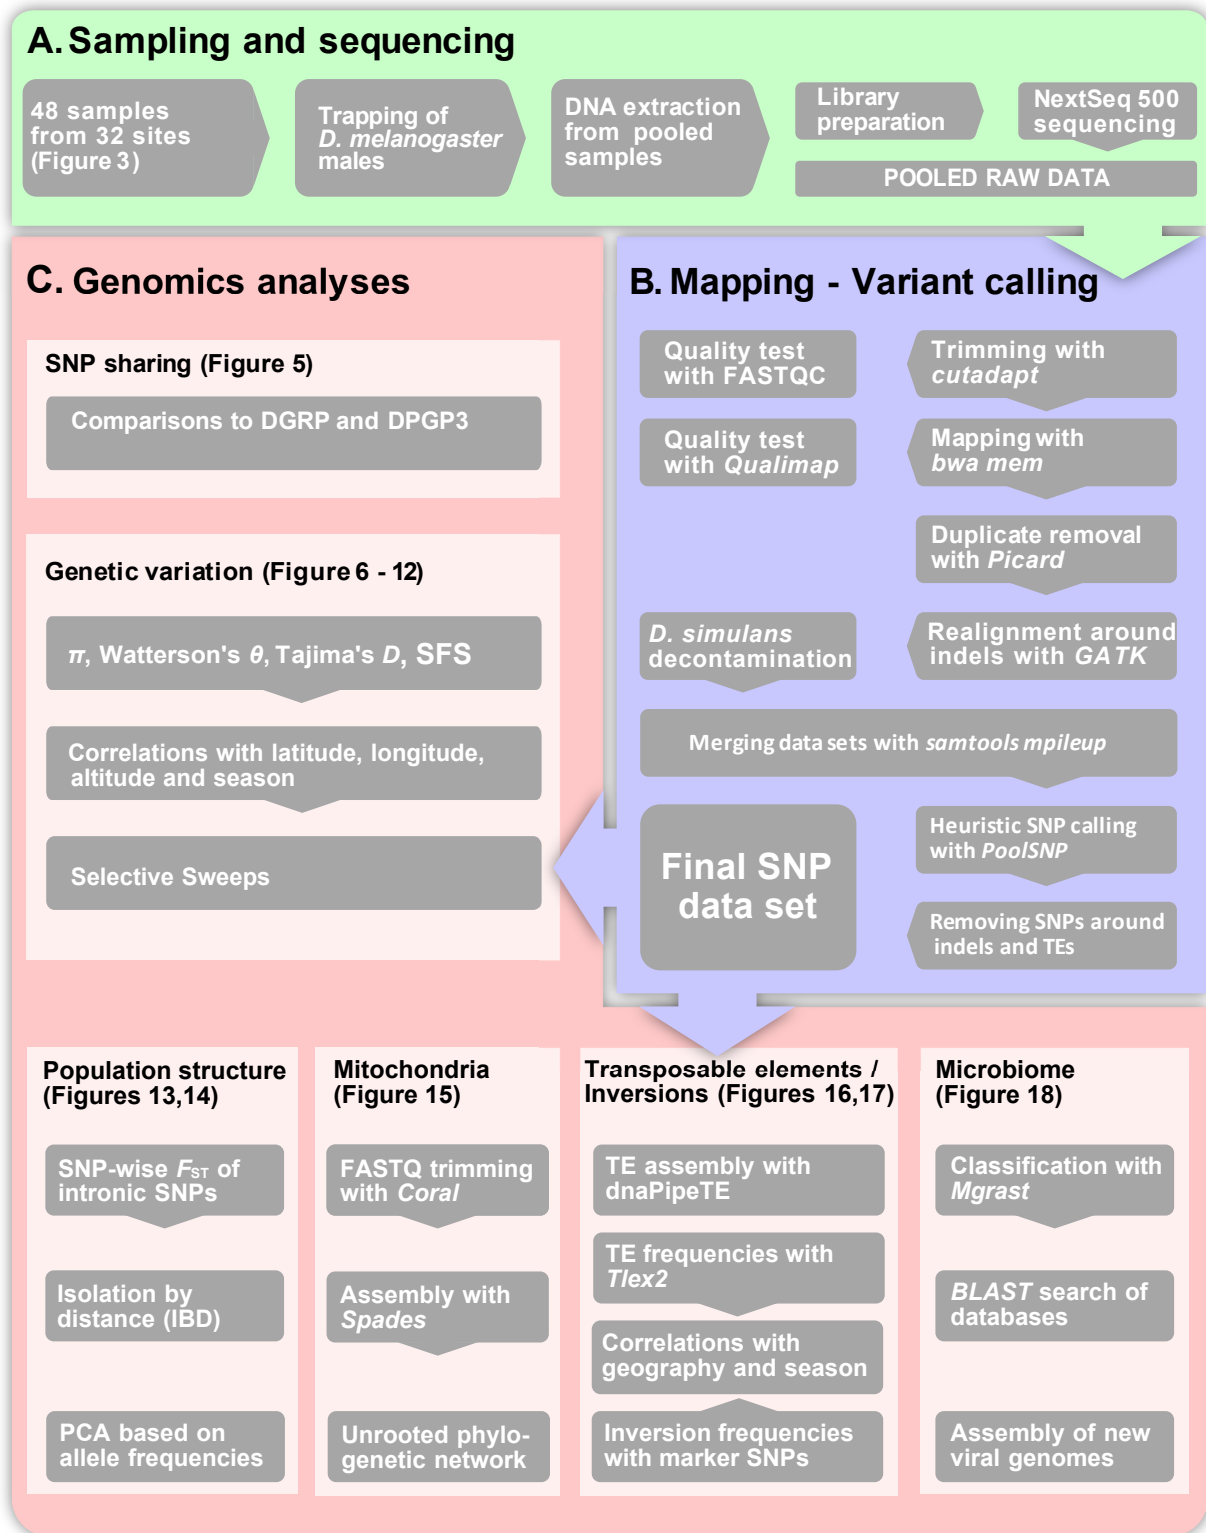 A. Sampling and sequencing
48 samples
from 32 sites
(Figure 3)
Trapping of
D. melanogaster
males
DNA extraction
from pooled
samples
Library
preparation
NextSeq 500
sequencing
POOLED RAW DATA
B. Mapping - Variant calling
Quality test
with FASTQC
Trimming with
cutadapt
Quality test
with Qualimap
Mapping with
bwa mem
Duplicate removal
with Picard
D. simulans
decontamination
Realignment around
indels with GATK
Merging data sets with samtools mpileup
Heuristic SNP calling
with PoolSNP
Removing SNPs around
indels and TEs
Final SNP
data set
C. Genomics analyses
SNP sharing (Figure 5)
Comparisons to DGRP and DPGP3
Genetic variation (Figure 6 - 12)
π, Watterson's θ, Tajima's D, SFS
Correlations with latitude, longitude,
altitude and season
Selective Sweeps
Population structure
(Figures 13,14)
SNP-wise FST of
intronic SNPs
Isolation by
distance (IBD)
PCA based on
allele frequencies
Mitochondria
(Figure 15)
FASTQ trimming
with Coral
Assembly with
Spades
Unrooted phylo-
genetic network
Transposable elements /
Inversions (Figures 16,17)
TE assembly with
dnaPipeTE
TE frequencies with
Tlex2
Correlations with
geography and season
Inversion frequencies
with marker SNPs
Microbiome
(Figure 18)
Classification with
Mgrast
BLAST search of
databases
Assembly of new
viral genomes